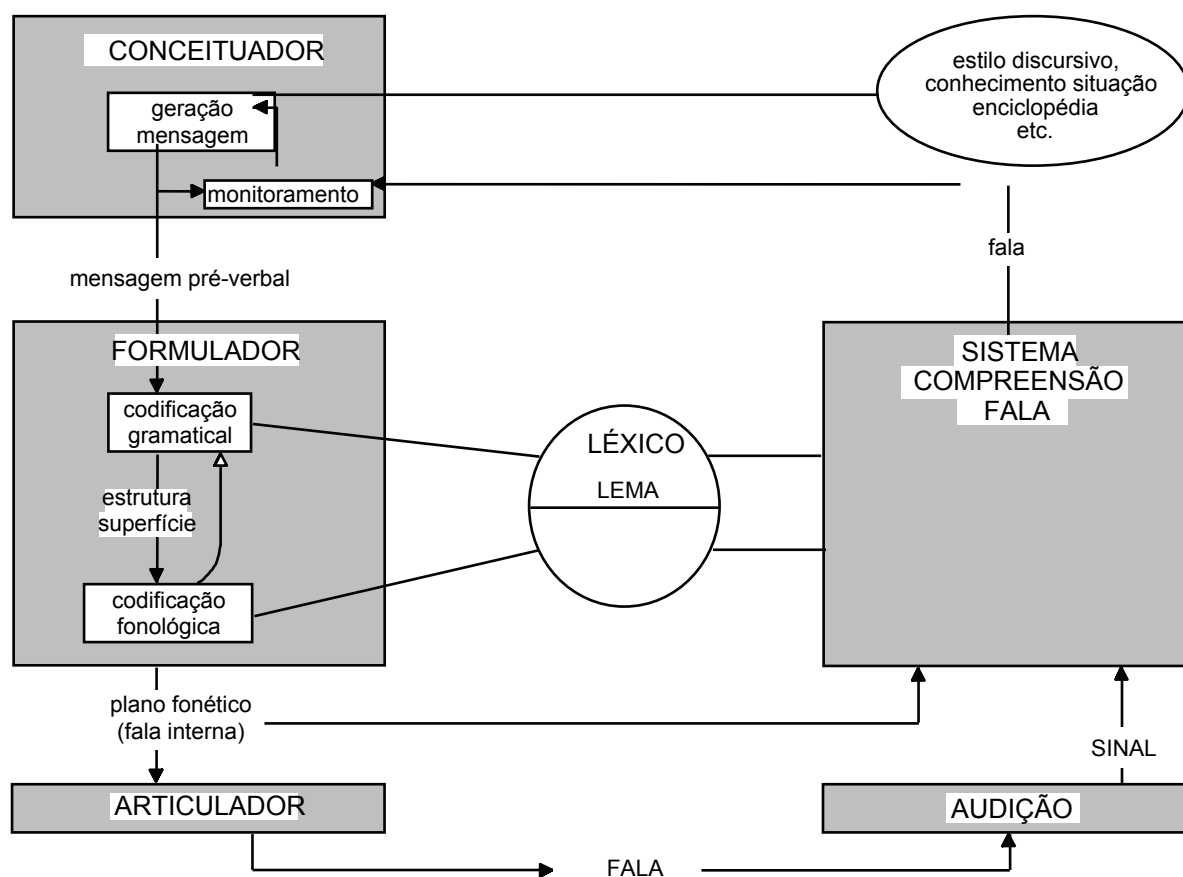 CONCEITUADOR
geração
mensagem
monitoramento
estilo discursivo,
conhecimento situação
enciclopédia
etc.
fala
mensagem pré-verbal
FORMULADOR
codificação
gramatical
estrutura
superfície
codificação
fonológica
LÉXICO
LEMA
SISTEMA
COMPREENSÃO
FALA
plano fonético
(fala interna)
SINAL
ARTICULADOR
AUDIÇÃO
FALA